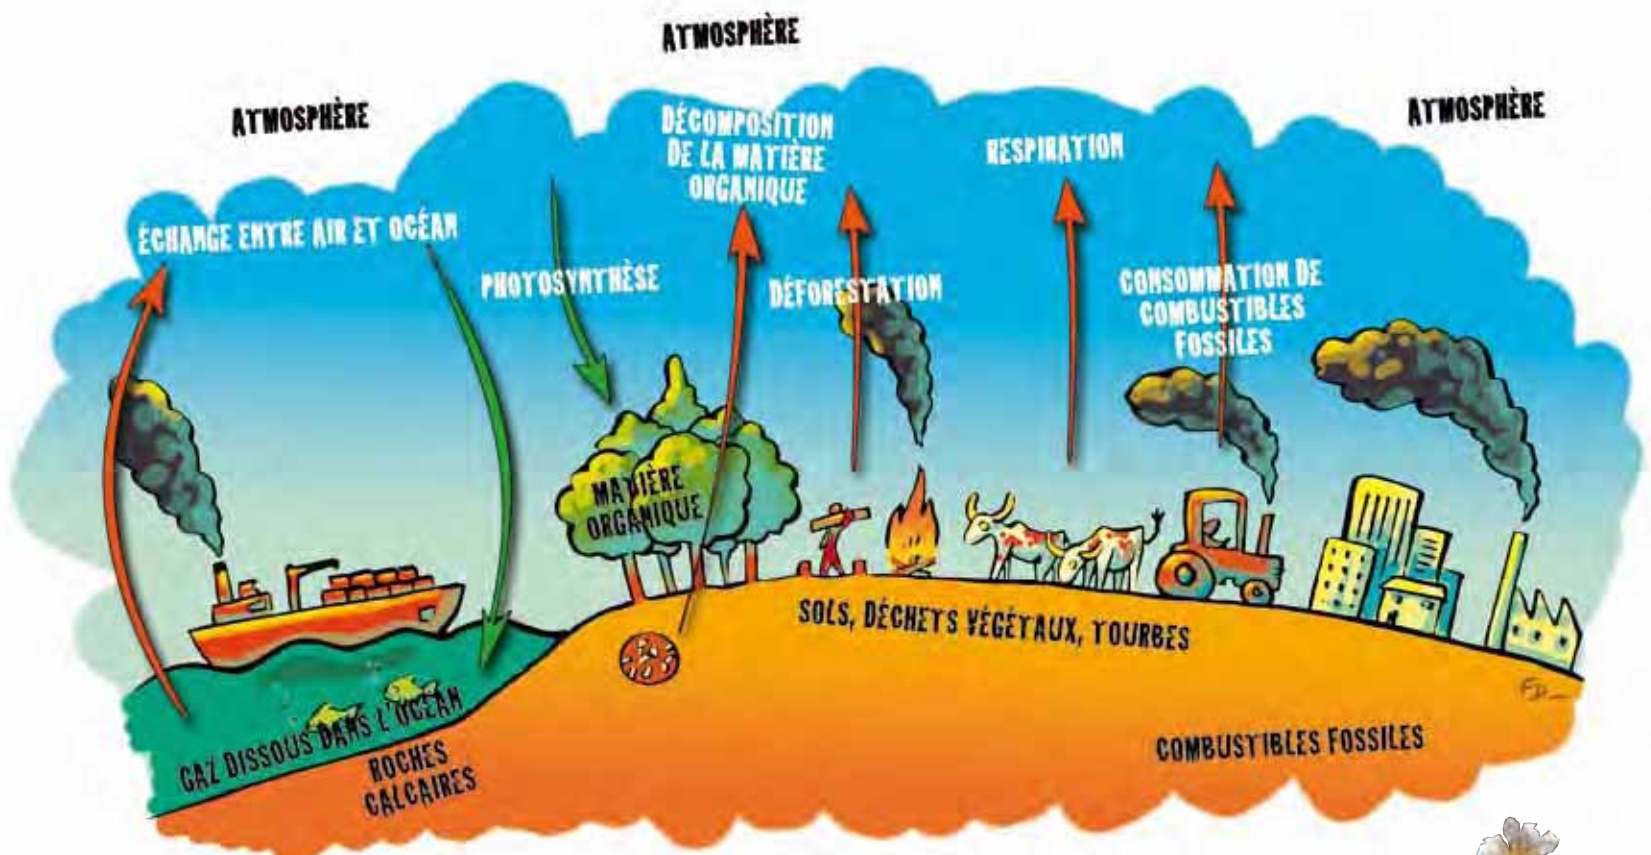 ATMOSPHÈRE
ATMOSPHÈRE
ATMOSPHÈRE
DÉCOMPOSITION
DE LA MATIÈRE
ORGANIQUE
RESPIRATION
ÉCHANGE ENTRE AIR ET OCÉAN
PHOTOSYNTHÈSE
DÉFORESTATION
CONSOMMATION DE
COMBUSTIBLES
FOSSILES
MATIÈRE
ORGANIQUE
SOLS, DÉCHETS VÉGÉTAUX, TOURBES
GAZ DISSOUS DANS L'OCÉAN
ROCHES
CALCAIRES
COMBUSTIBLES FOSSILES
FD